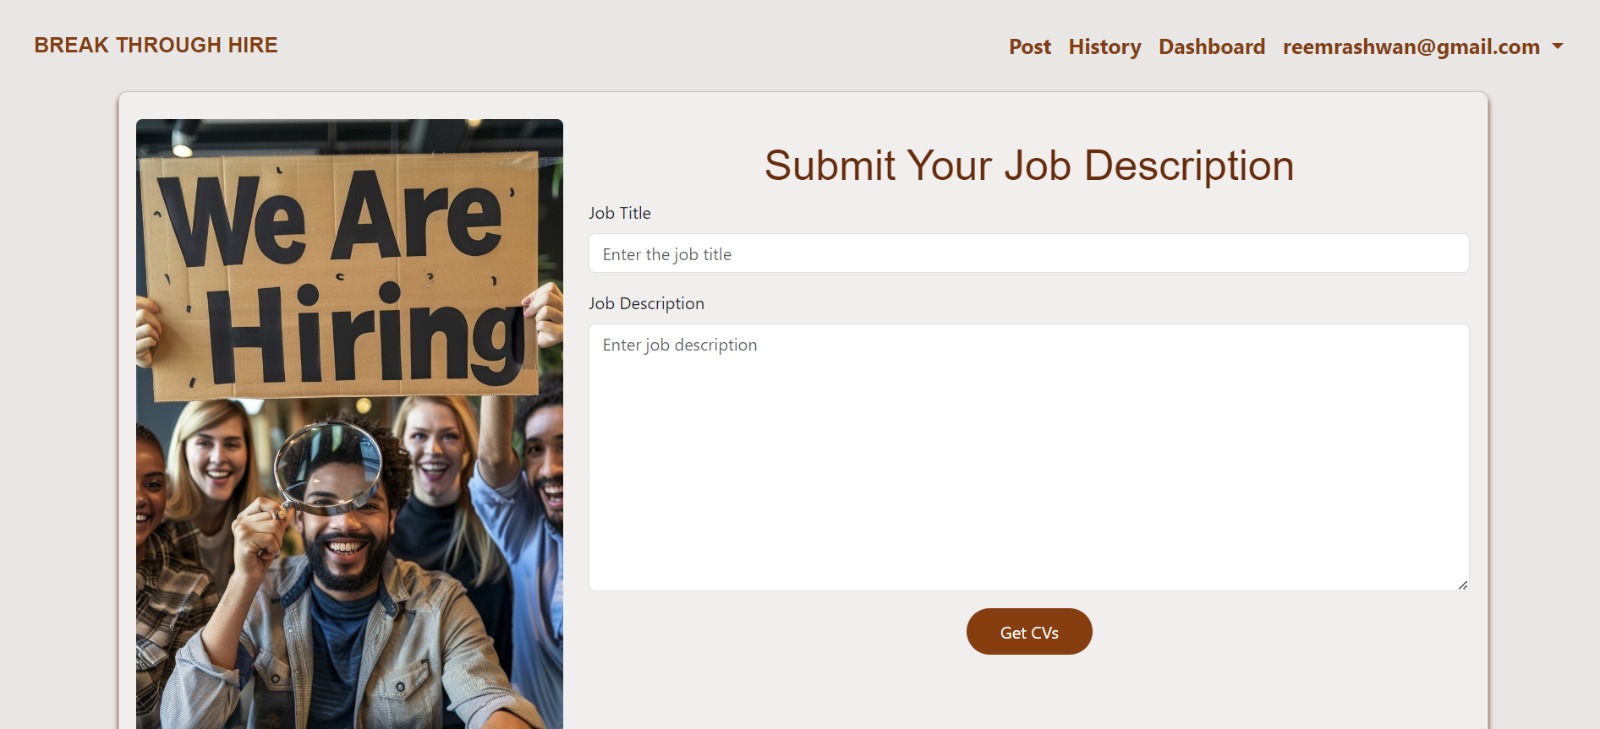 BREAK THROUGH HIRE
Post History Dashboard reemrashwan@gmail.com
We Are
Hiring
Submit Your Job Description
Job Title
Enter the job title
Job Description
Enter job description
Get CVs